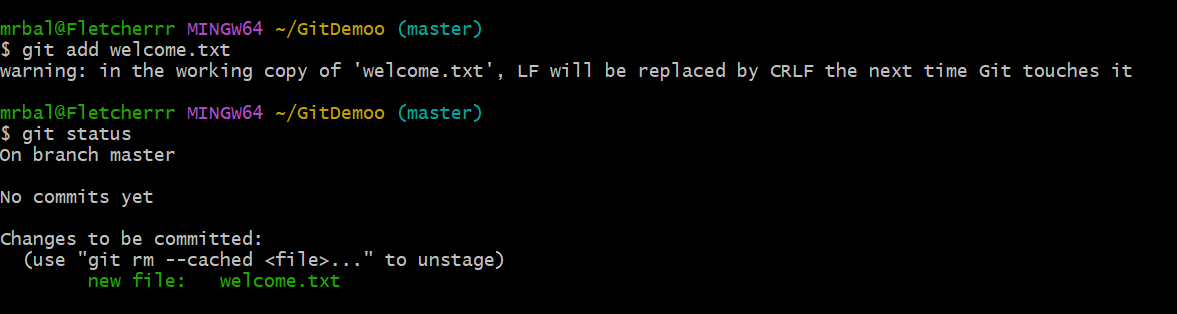 mrbal@Fletcherrr MINGW64 ~/GitDemoo (master)
$ git add welcome.txt
warning: in the working copy of 'welcome.txt', LF will be replaced by CRLF the next time Git touches it
mrbal@Fletcherrr MINGW64 ~/GitDemoo (master)
$ git status
On branch master
No commits yet
Changes to be committed:
  (use "git rm --cached <file>..." to unstage)
        new file:   welcome.txt